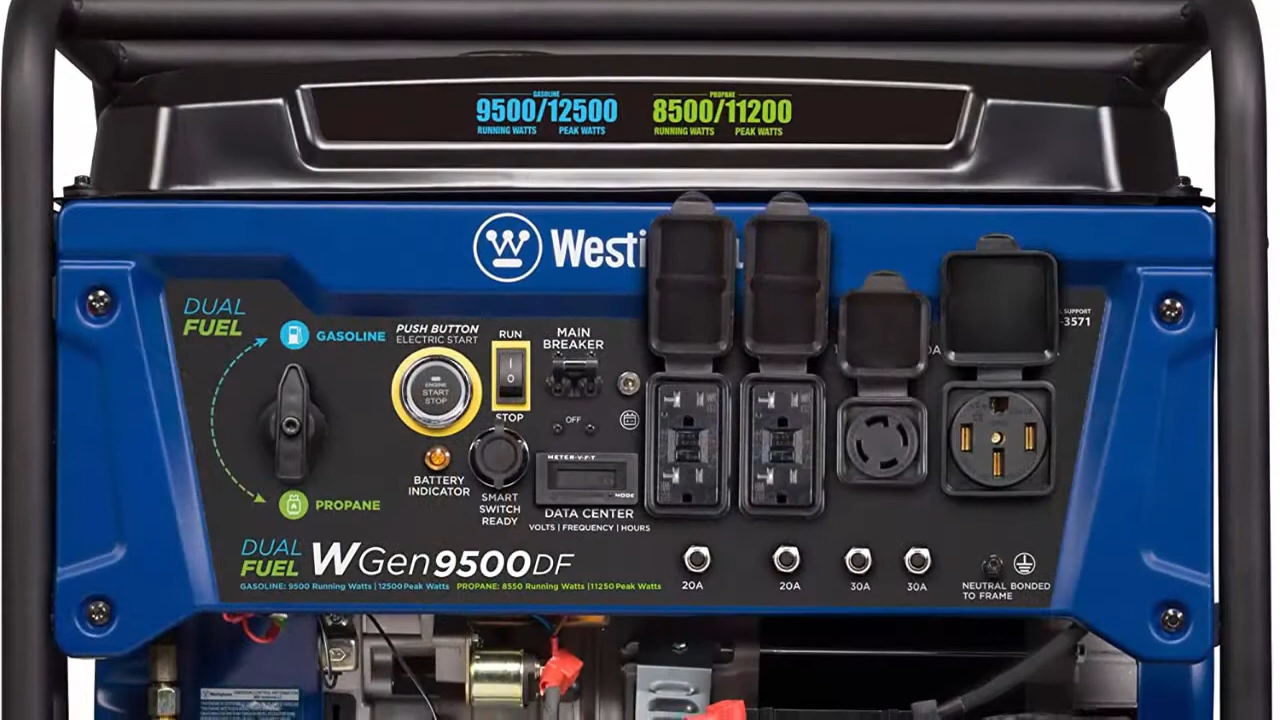 GASOLINE
9500/12500
RUNNING WATTS PEAK WATTS
PROPANE
8500/11200
RUNNING WATTS PEAK WATTS
W
Westi
DUAL
FUEL
GASOLINE
PROPANE
PUSH BUTTON
ELECTRIC START
ENGINE
START
STOP
RUN
STOP
MAIN
BREAKER
OFF
BATTERY
INDICATOR
SMART
SWITCH
READY
METER-V-F-T
MODE
DATA CENTER
VOLTS | FREQUENCY | HOURS
SUPPORT
-3571
DUAL
FUEL
WGen9500DF
GASOLINE: 9500 Running Watts | 12500 Peak Watts PROPANE: 8550 Running Watts | 11250 Peak Watts
20A
20A
30A
30A
NEUTRAL BONDED
TO FRAME
Westinghouse